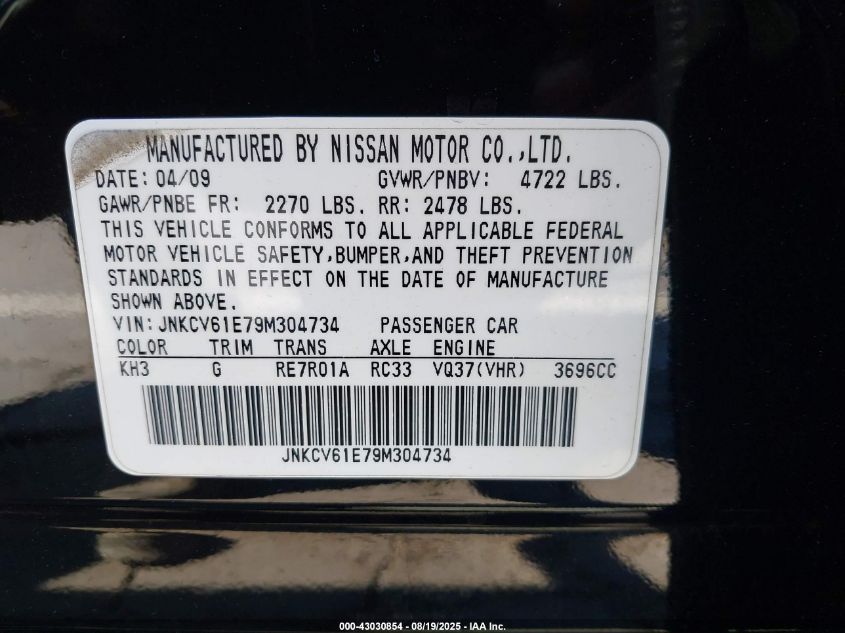 MANUFACTURED BY NISSAN MOTOR CO.,LTD.
DATE: 04/09 GVWR/PNBV: 4722 LBS.
GAWR/PNBE FR: 2270 LBS. RR: 2478 LBS.
THIS VEHICLE CONFORMS TO ALL APPLICABLE FEDERAL
MOTOR VEHICLE SAFETY,BUMPER,AND THEFT PREVENTION
STANDARDS IN EFFECT ON THE DATE OF MANUFACTURE
SHOWN ABOVE.
VIN:JNKCV61E79M304734 PASSENGER CAR
COLOR TRIM TRANS AXLE ENGINE
KH3 G RE7R01A RC33 VQ37(VHR) 3696CC
JNKCV61E79M304734
000-43030854 - 08/19/2025 - IAA Inc.